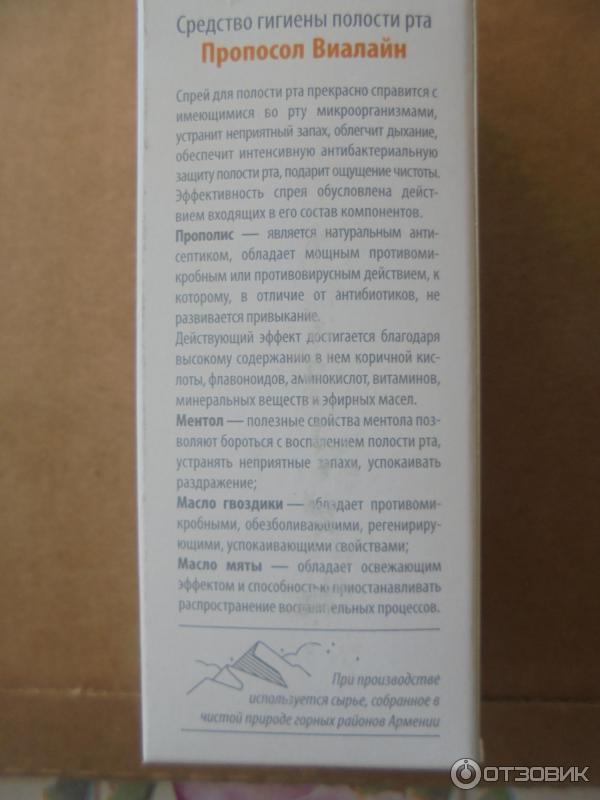 Средство гигиены полости рта
Пропосол Виалайн
Спрей для полости рта прекрасно справится с
имеющимися во рту микроорганизмами,
устранит неприятный запах, облегчит дыхание,
обеспечит интенсивную антибактериальную
защиту полости рта, подарит ощущение чистоты.
Эффективность спрея обусловлена дейст-
вием входящих в его состав компонентов.
Прополис — является натуральным анти-
септиком, обладает мощным противоми-
кробным или противовирусным действием, к
которому, в отличие от антибиотиков, не
развивается привыкание.
Действующий эффект достигается благодаря
высокому содержанию в нем коричной кис-
лоты, флавоноидов, аминокислот, витаминов,
минеральных веществ и эфирных масел.
Ментол — полезные свойства ментола поз-
воляют бороться с воспалением полости рта,
устранять неприятные запахи, успокаивать
раздражение;
Масло гвоздики — обладает противоми-
кробными, обезболивающими, регенирирую-
щими, успокаивающими свойствами;
Масло мяты — обладает освежающим
эффектом и способностью приостанавливать
распространение воспалительных процессов.
При производстве
используется сырье, собранное в
чистой природе горных районов Армении
ОТЗОВИК